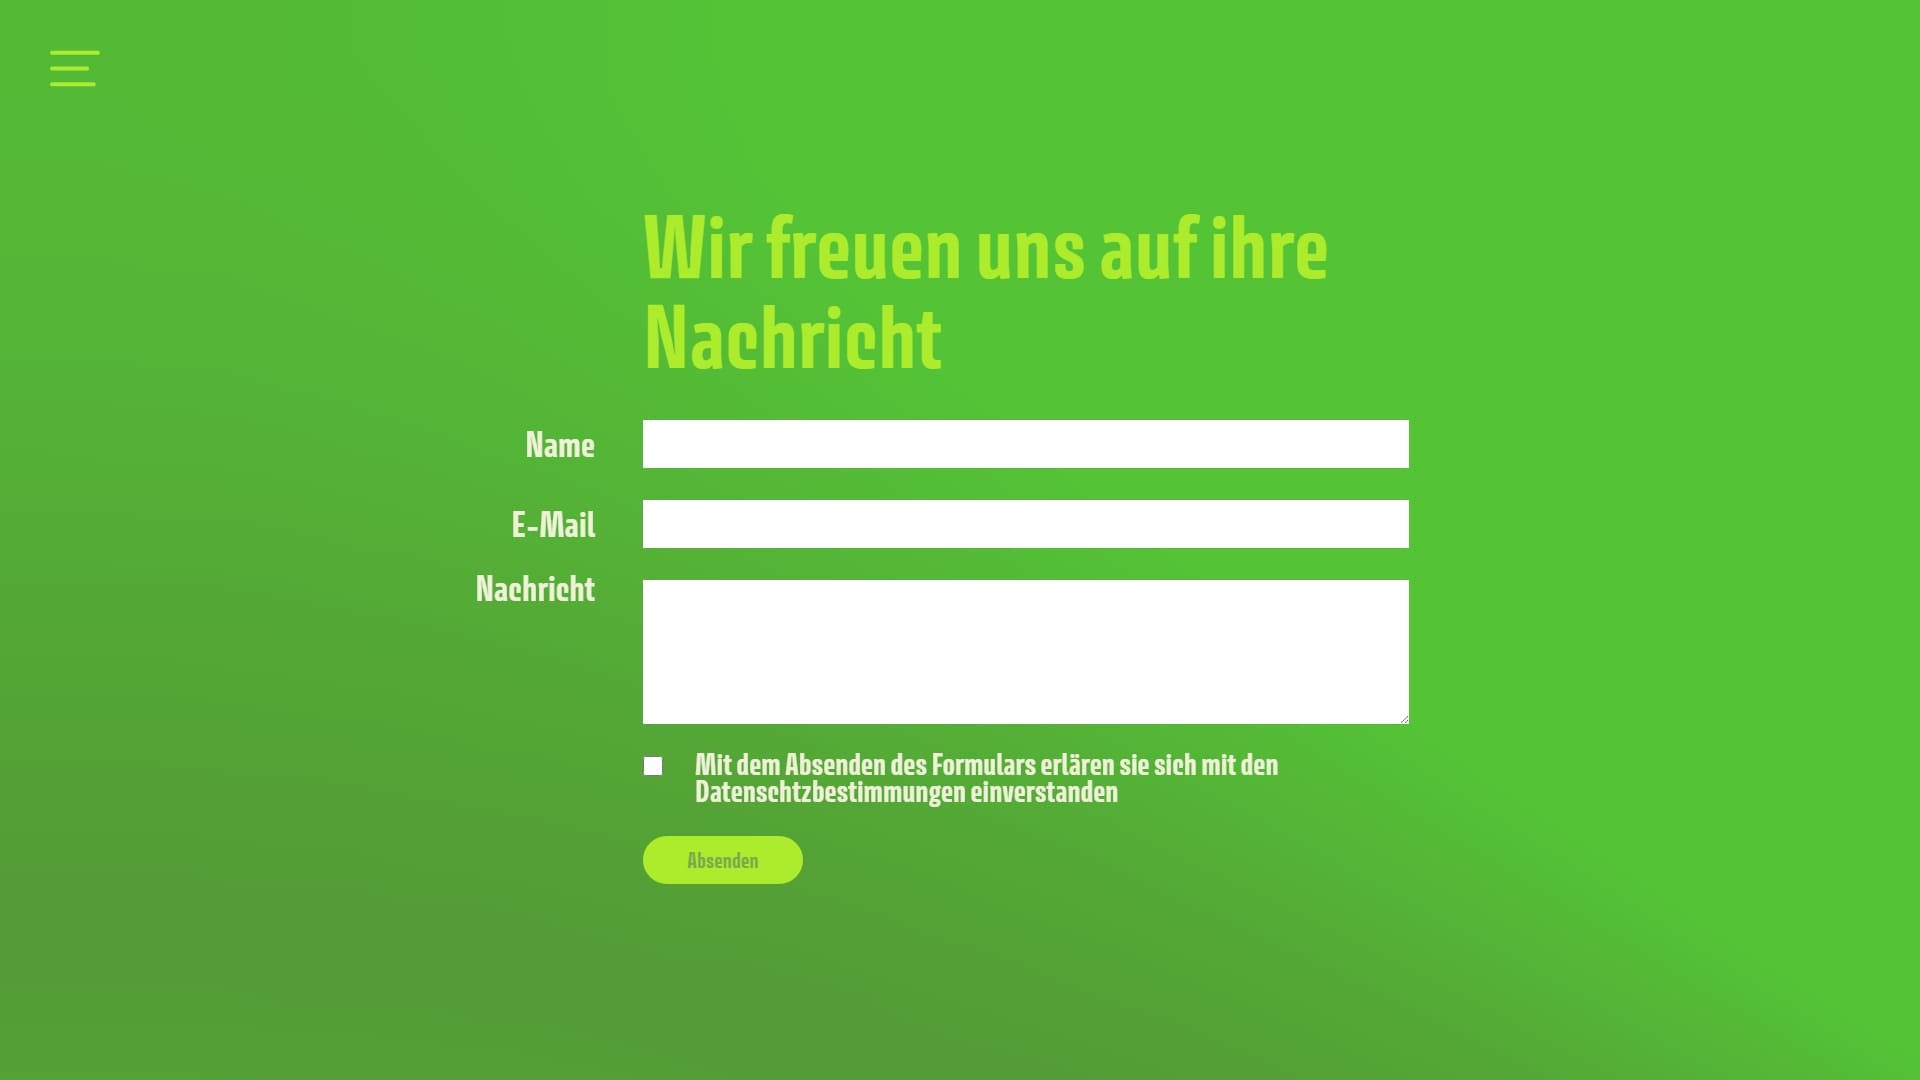 Wir freuen uns auf ihre
Nachricht
Name
E-Mail
Nachricht
Mit dem Absenden des Formulars erlären sie sich mit den
Datenschtzbestimmungen einverstanden
Absenden